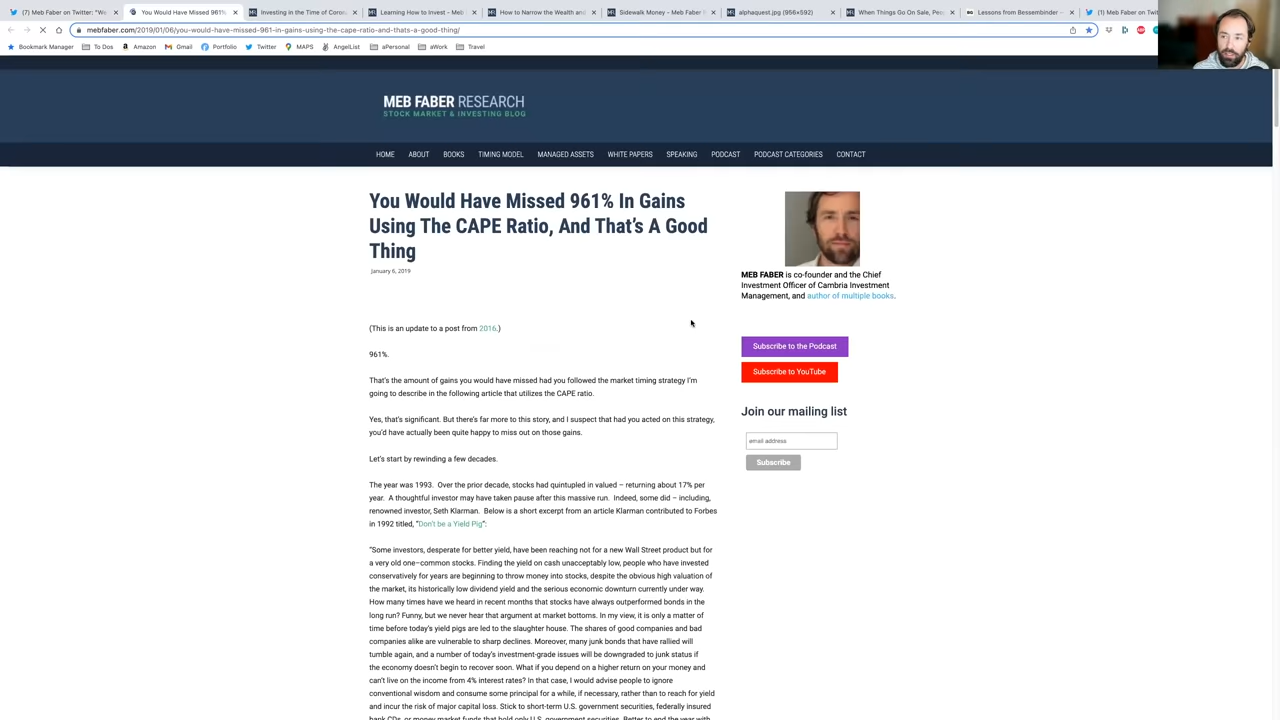 (7) Meb Faber on Twitter: "We
You Would Have Missed 961%
Investing in the Time of Coron
Learning How to Invest - Meb
How to Narrow the Wealth and
Sidewalk Money - Meb Faber
alphaquest.jpg (956×592)
When Things Go On Sale, Peo
Lessons from Bessembinder -
(1) Meb Faber on Twit
mebfaber.com/2019/01/06/you-would-have-missed-961-in-gains-using-the-cape-ratio-and-thats-a-good-thing/
Bookmark Manager
To Dos
Amazon
Gmail
Portfolio
Twitter
MAPS
AngelList
aPersonal
aWork
Travel
MEB FABER RESEARCH
STOCK MARKET & INVESTING BLOG
HOME ABOUT BOOKS TIMING MODEL MANAGED ASSETS WHITE PAPERS SPEAKING PODCAST PODCAST CATEGORIES CONTACT
You Would Have Missed 961% In Gains
Using The CAPE Ratio, And That's A Good
Thing
January 6, 2019
(This is an update to a post from 2016.)
961%.
That's the amount of gains you would have missed had you followed the market timing strategy I'm
going to describe in the following article that utilizes the CAPE ratio.
Yes, that's significant. But there's far more to this story, and I suspect that had you acted on this strategy,
you'd have actually been quite happy to miss out on those gains.
Let's start by rewinding a few decades.
The year was 1993. Over the prior decade, stocks had quintupled in valued – returning about 17% per
year. A thoughtful investor may have taken pause after this massive run. Indeed, some did – including,
renowned investor, Seth Klarman. Below is a short excerpt from an article Klarman contributed to Forbes
in 1992 titled, "Don't be a Yield Pig":
"Some investors, desperate for better yield, have been reaching not for a new Wall Street product but for
a very old one–common stocks. Finding the yield on cash unacceptably low, people who have invested
conservatively for years are beginning to throw money into stocks, despite the obvious high valuation of
the market, its historically low dividend yield and the serious economic downturn currently under way.
How many times have we heard in recent months that stocks have always outperformed bonds in the
long run? Funny, but we never hear that argument at market bottoms. In my view, it is only a matter of
time before today's yield pigs are led to the slaughter house. The shares of good companies and bad
companies alike are vulnerable to sharp declines. Moreover, many junk bonds that have rallied will
tumble again, and a number of today's investment-grade issues will be downgraded to junk status if
the economy doesn't begin to recover soon. What if you depend on a higher return on your money and
can't live on the income from 4% interest rates? In that case, I would advise people to ignore
conventional wisdom and consume some principal for a while, if necessary, rather than to reach for yield
and incur the risk of major capital loss. Stick to short-term U.S. government securities, federally insured
bank CDs, or money market funds that hold only U.S. government securities. Better to end the year with
MEB FABER is co-founder and the Chief
Investment Officer of Cambria Investment
Management, and author of multiple books.
Subscribe to the Podcast
Subscribe to YouTube
Join our mailing list
email address
Subscribe